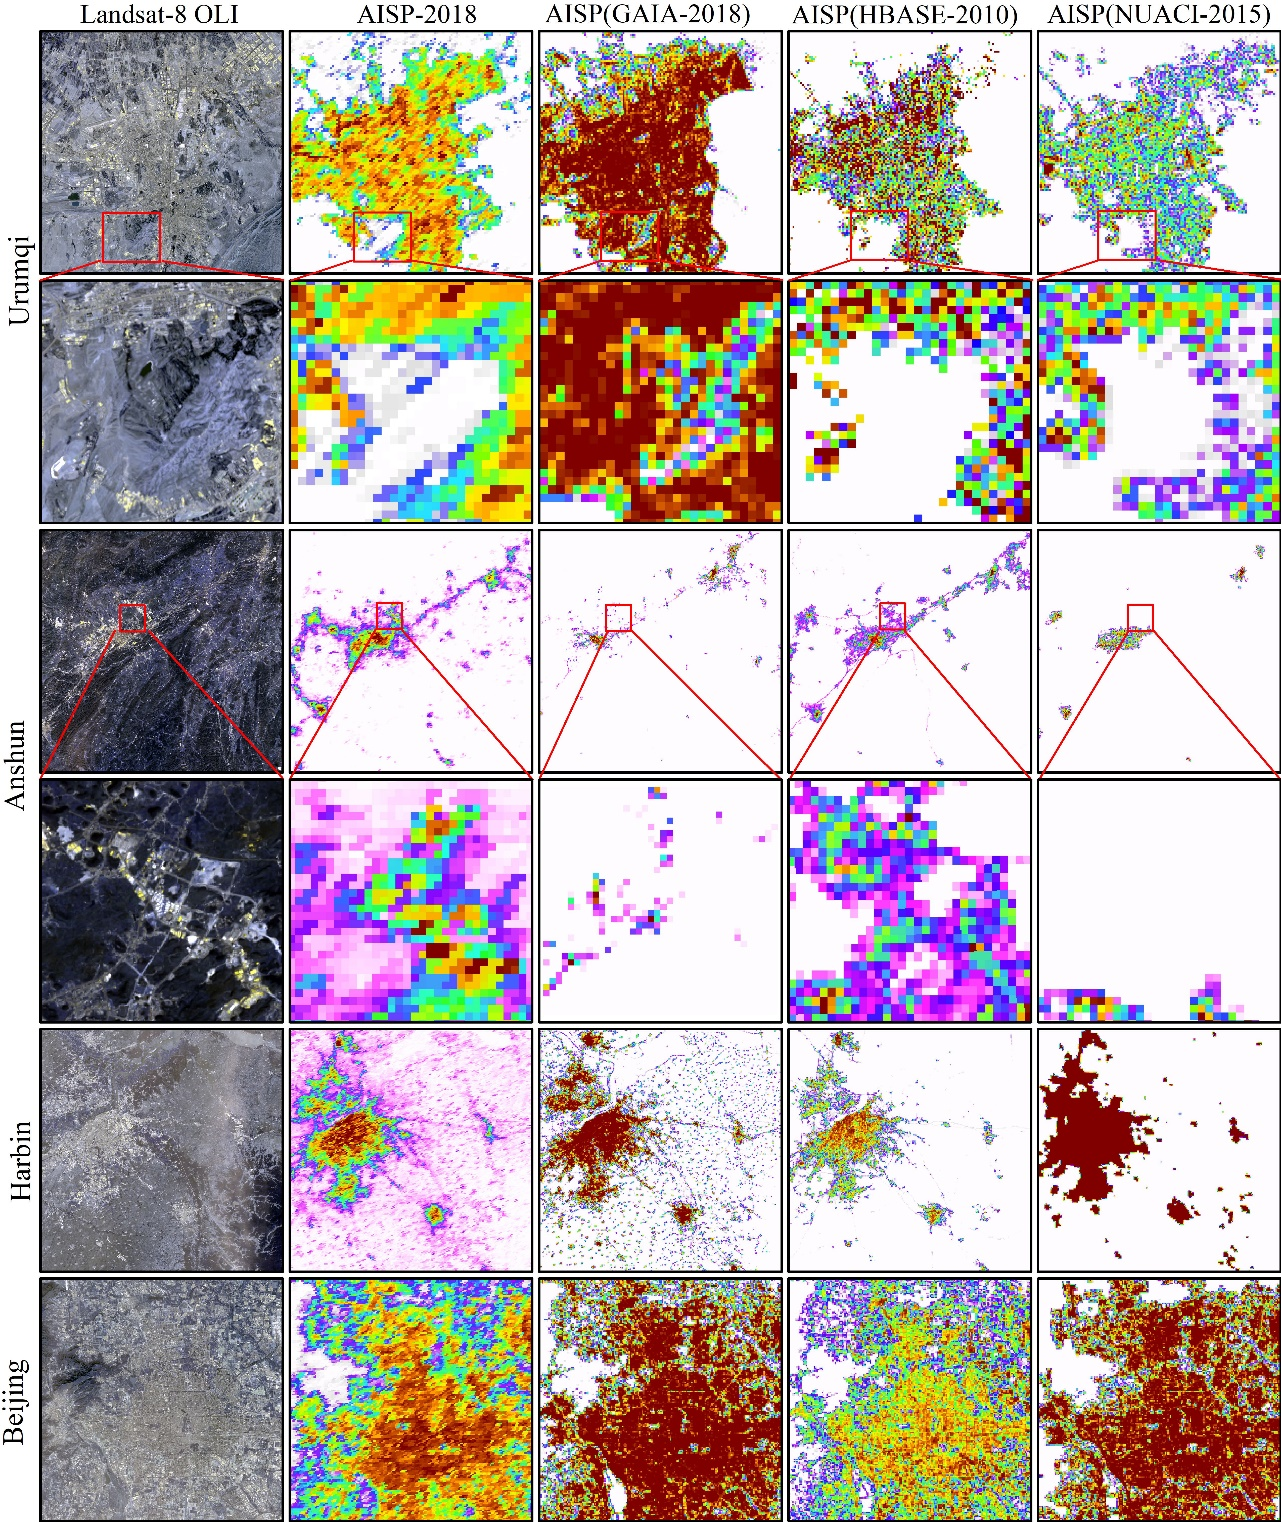 Landsat-8 OLI AISP-2018 AISP(GAIA-2018) AISP(HBASE-2010) AISP(NUACI-2015)
Urumqi
Anshun
Harbin
Beijing